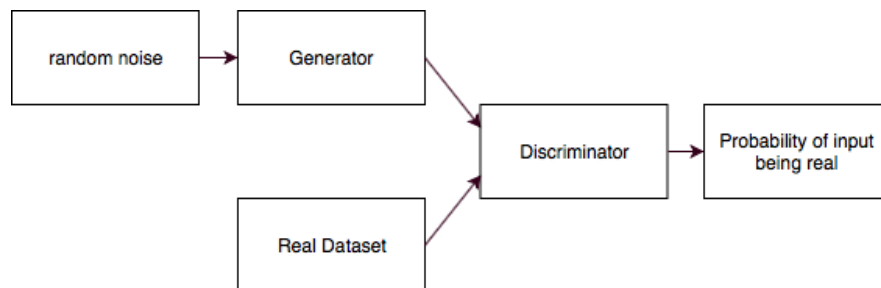 random noise
Generator
Discriminator
Probability of input
being real
Real Dataset